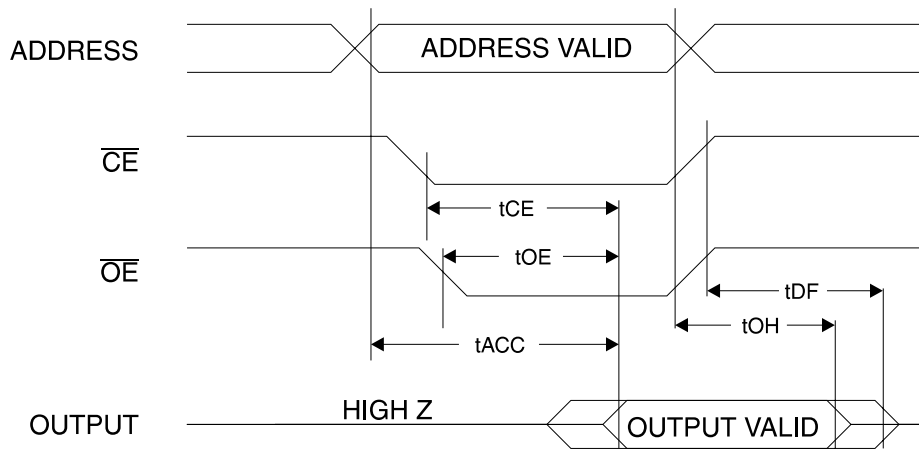 ADDRESS
ADDRESS VALID
CE
tCE
OE
tOE
tDF
tOH
tACC
OUTPUT
HIGH Z
OUTPUT VALID